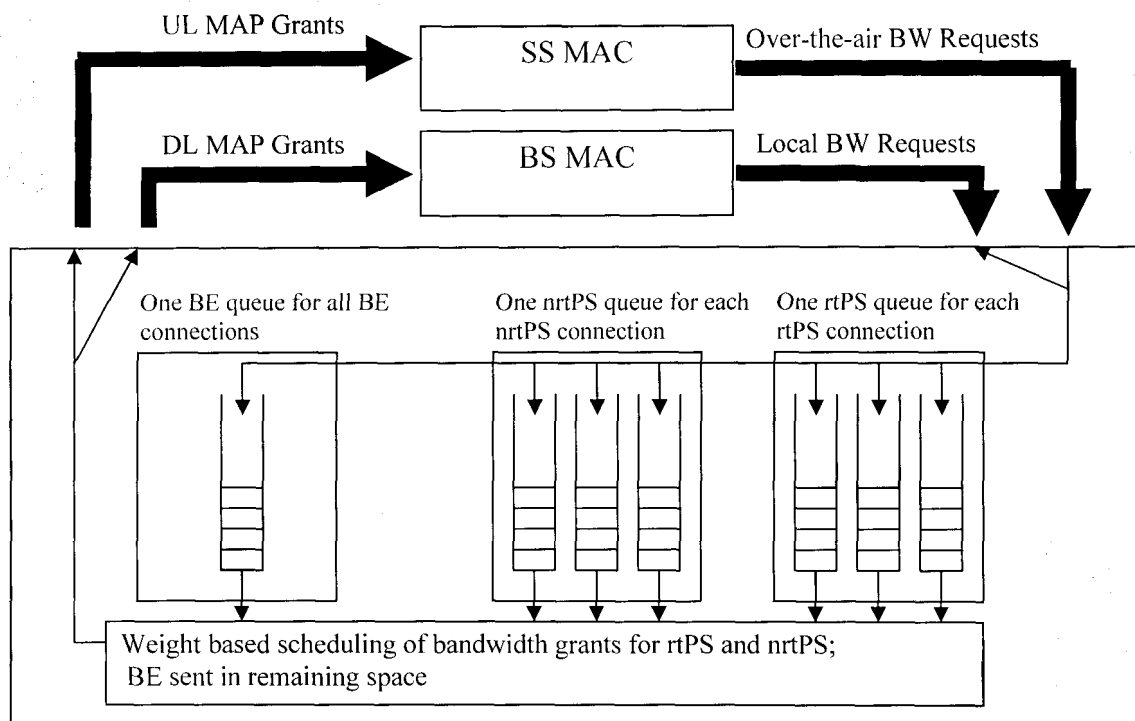 UL MAP Grants
SS MAC
Over-the-air BW Requests
DL MAP Grants
BS MAC
Local BW Requests
One BE queue for all BE
connections
One nrtPS queue for each
nrtPS connection
One rtPS queue for each
rtPS connection
Weight based scheduling of bandwidth grants for rtPS and nrtPS;
BE sent in remaining space